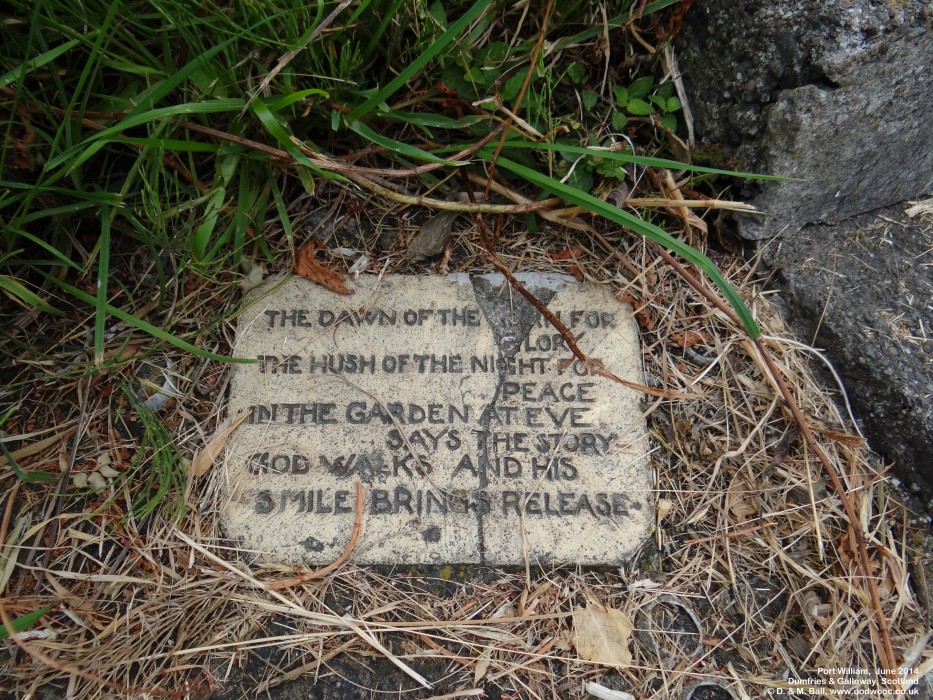 THE DAWN OF THE FOR
LORY
THE HUSH OF THE NIGHT FOR
PEACE
IN THE GARDEN AT EVE
SAYS THE STORY
GOD WALKS AND HIS
SMILE BRINGS RELEASE
Port William, June 2014
Dumfries & Galloway, Scotland
© D. & M. Ball, www.oodwooc.co.uk